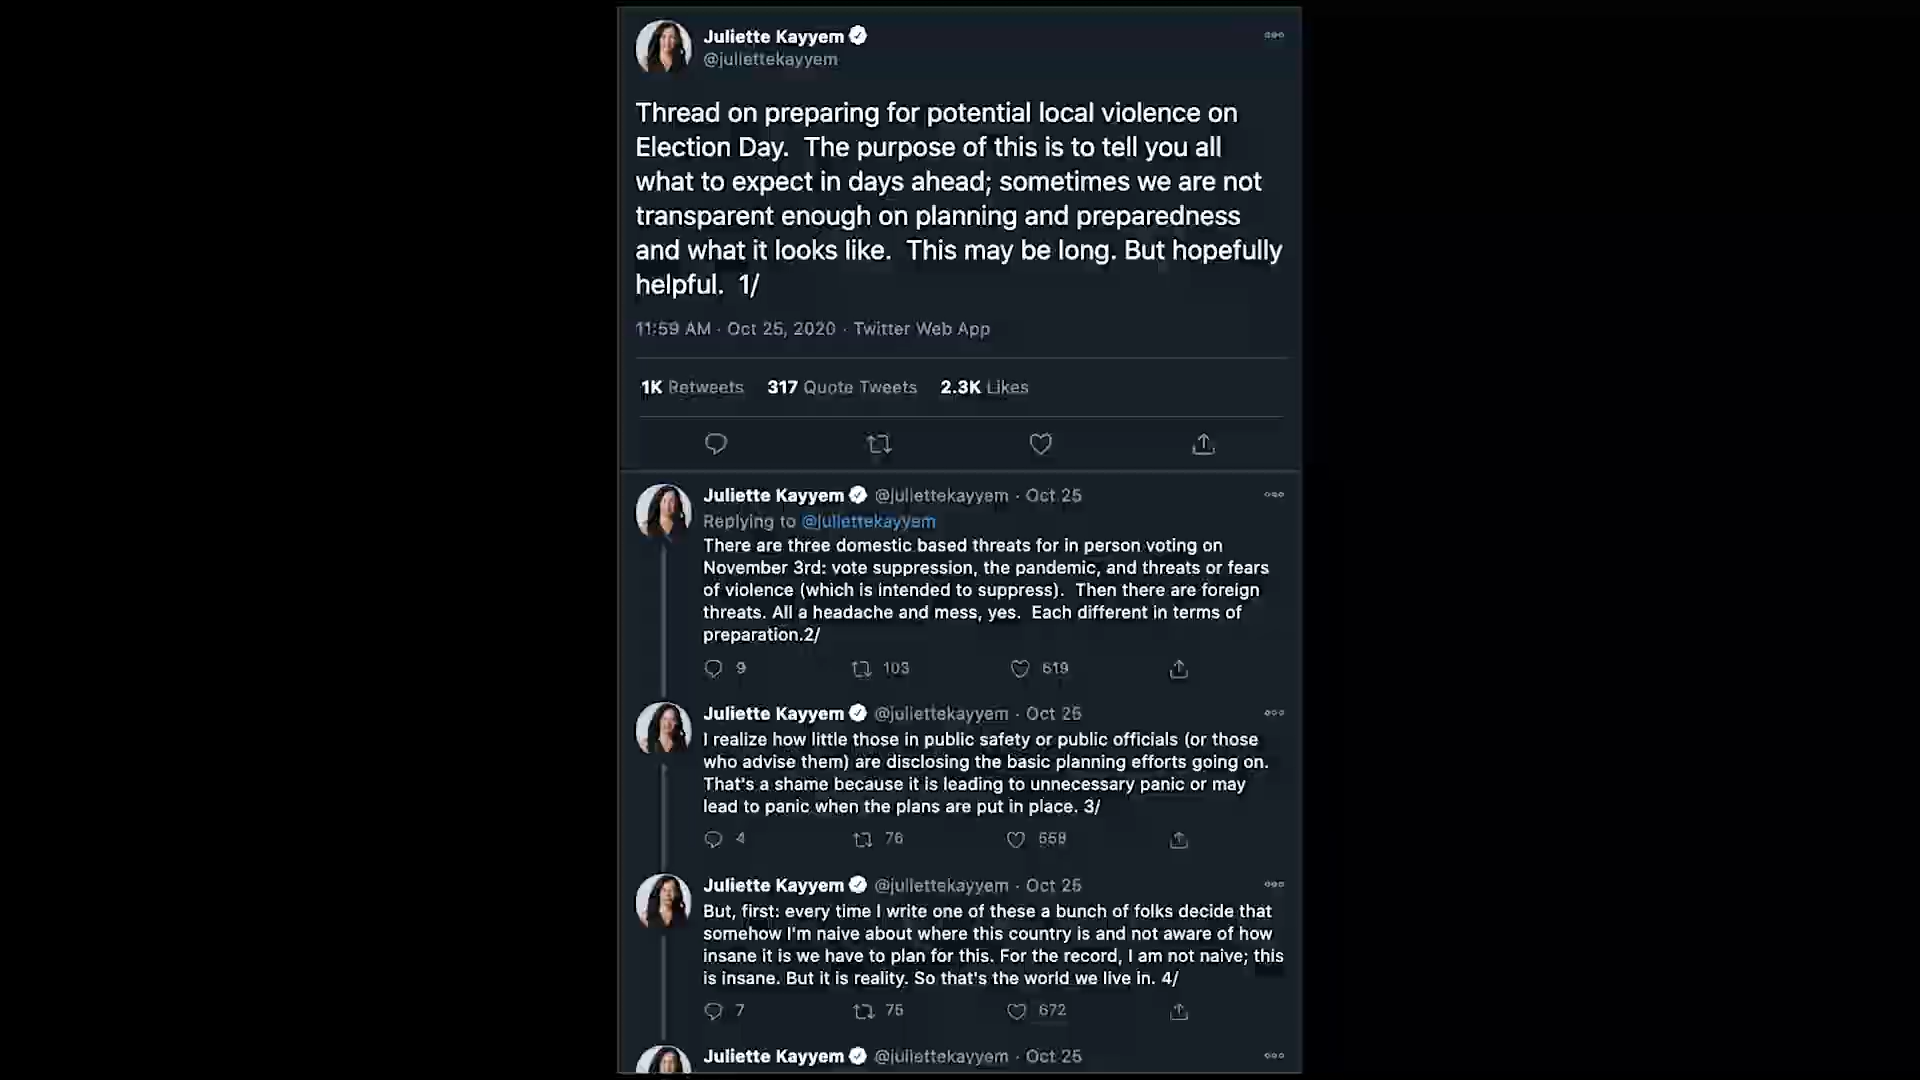 Juliette Kayyem
@juliettekayyem
Thread on preparing for potential local violence on
Election Day. The purpose of this is to tell you all
what to expect in days ahead; sometimes we are not
transparent enough on planning and preparedness
and what it looks like. This may be long. But hopefully
helpful. 1/
11:59 AM · Oct 25, 2020 · Twitter Web App
1K Retweets 317 Quote Tweets 2.3K Likes
Juliette Kayyem @juliettekayyem · Oct 25
Replying to @juliettekayyem
There are three domestic based threats for in person voting on
November 3rd: vote suppression, the pandemic, and threats or fears
of violence (which is intended to suppress). Then there are foreign
threats. All a headache and mess, yes. Each different in terms of
preparation.2/
9 103 619
Juliette Kayyem @juliettekayyem · Oct 25
I realize how little those in public safety or public officials (or those
who advise them) are disclosing the basic planning efforts going on.
That's a shame because it is leading to unnecessary panic or may
lead to panic when the plans are put in place. 3/
4 76 558
Juliette Kayyem @juliettekayyem · Oct 25
But, first: every time I write one of these a bunch of folks decide that
somehow I'm naive about where this country is and not aware of how
insane it is we have to plan for this. For the record, I am not naive; this
is insane. But it is reality. So that's the world we live in. 4/
7 75 672
Juliette Kayyem @juliettekayyem · Oct 25